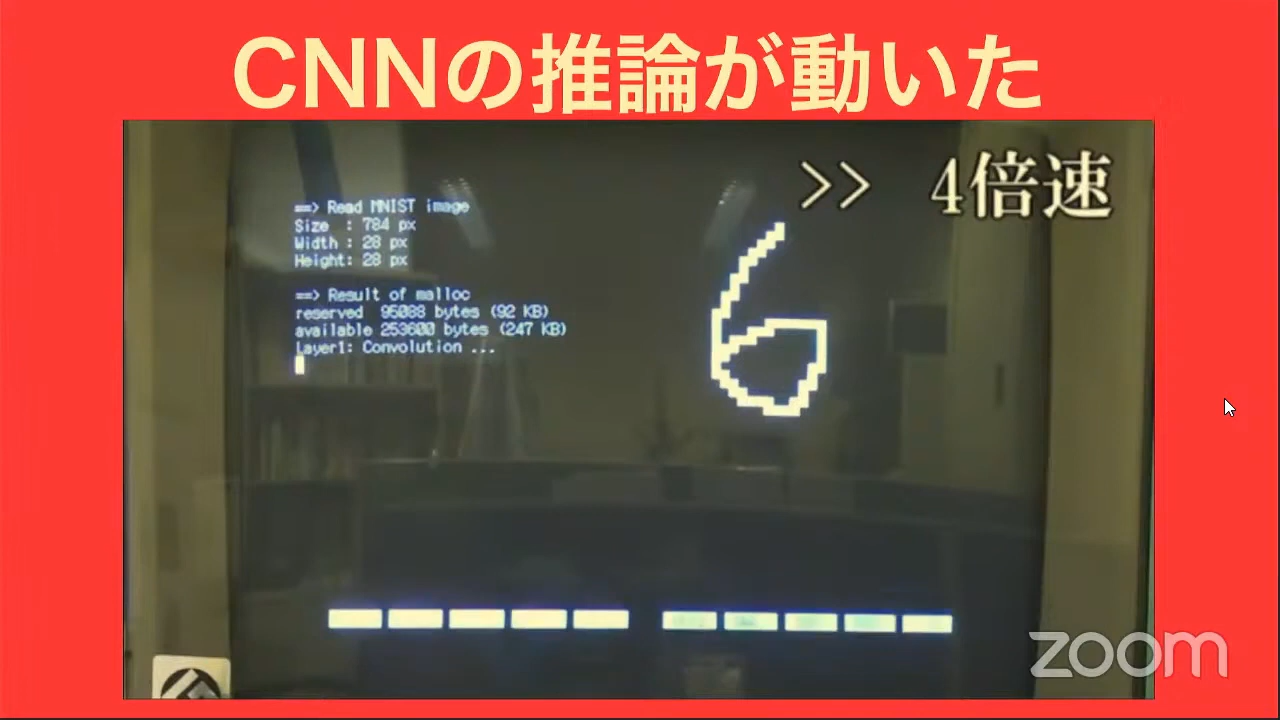 CNNの推論が動いた
>> 4倍速
==> Read MNIST image
Size  : 784 px
Width : 28 px
Height: 28 px
==> Result of malloc
reserved  95088 bytes (92 KB)
available 253600 bytes (247 KB)
Layer1: Convolution ...
6
zoom